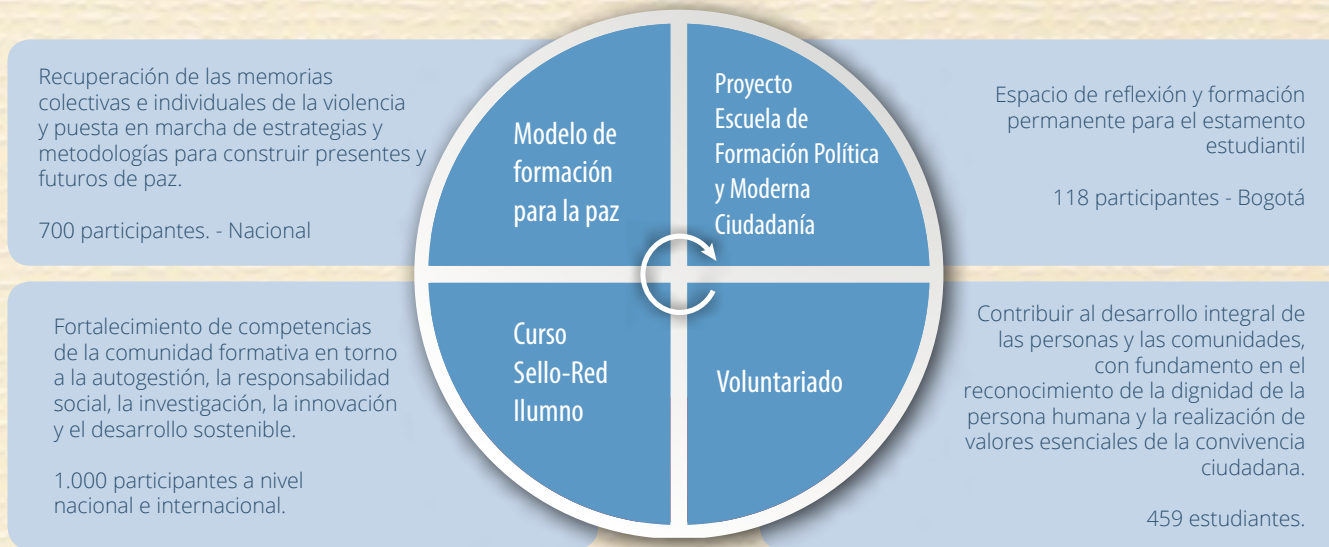 Recuperación de las memorias
colectivas e individuales de la violencia
y puesta en marcha de estrategias y
metodologías para construir presentes y
futuros de paz.
700 participantes. - Nacional
Modelo de
formación
para la paz
Proyecto
Escuela de
Formación Política
y Moderna
Ciudadanía
Espacio de reflexión y formación
permanente para el estamento
estudiantil
118 participantes - Bogotá
Fortalecimiento de competencias
de la comunidad formativa en torno
a la autogestión, la responsabilidad
social, la investigación, la innovación
y el desarrollo sostenible.
1.000 participantes a nivel
nacional e internacional.
Curso
Sello-Red
Ilumno
Voluntariado
Contribuir al desarrollo integral de
las personas y las comunidades,
con fundamento en el
reconocimiento de la dignidad de la
persona humana y la realización de
valores esenciales de la convivencia
ciudadana.
459 estudiantes.